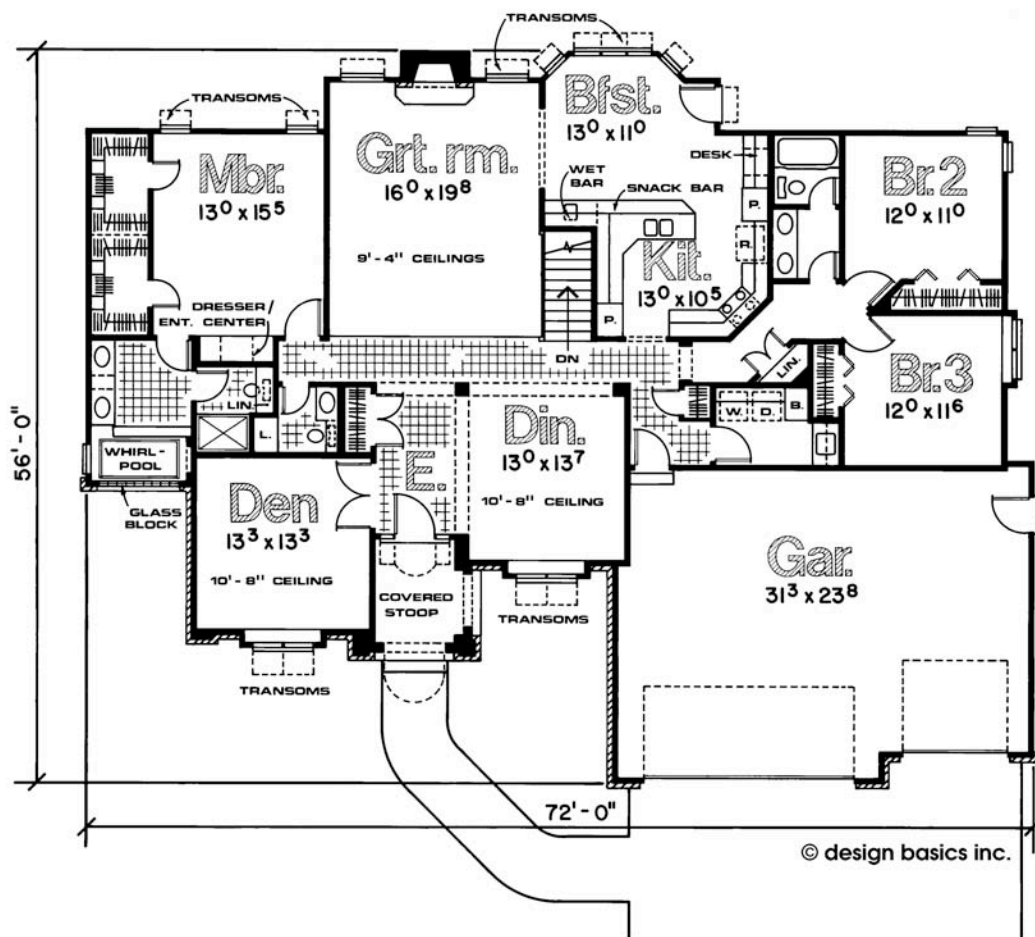 TRANSOMS
TRANSOMS
Mbr.
13⁰ x 15⁵
Grt. rm.
16⁰ x 19⁸
9'-4" CEILINGS
Bfst.
13⁰ x 11⁰
DESK
WET
BAR
SNACK BAR
P.
R.
Kit.
13⁰ x 10⁵
P.
Br. 2
12⁰ x 11⁰
DRESSER/
ENT. CENTER
DN
LIN.
Br. 3
12⁰ x 11⁶
LIN.
L.
W.
D.
B.
WHIRL-
POOL
GLASS
BLOCK
Den
13³ x 13³
10'-8" CEILING
E.
Din.
13⁰ x 13⁷
10'-8" CEILING
COVERED
STOOP
TRANSOMS
TRANSOMS
Gar.
31³ x 23⁸
56'-0"
72'-0"
© design basics inc.